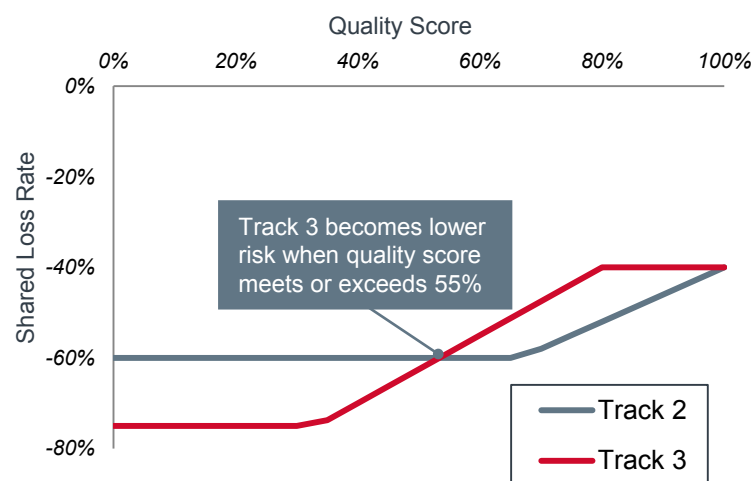 Quality Score
0% 20% 40% 60% 80% 100%
0%
-20%
-40%
-60%
-80%
Shared Loss Rate
Track 3 becomes lower
risk when quality score
meets or exceeds 55%
Track 2
Track 3